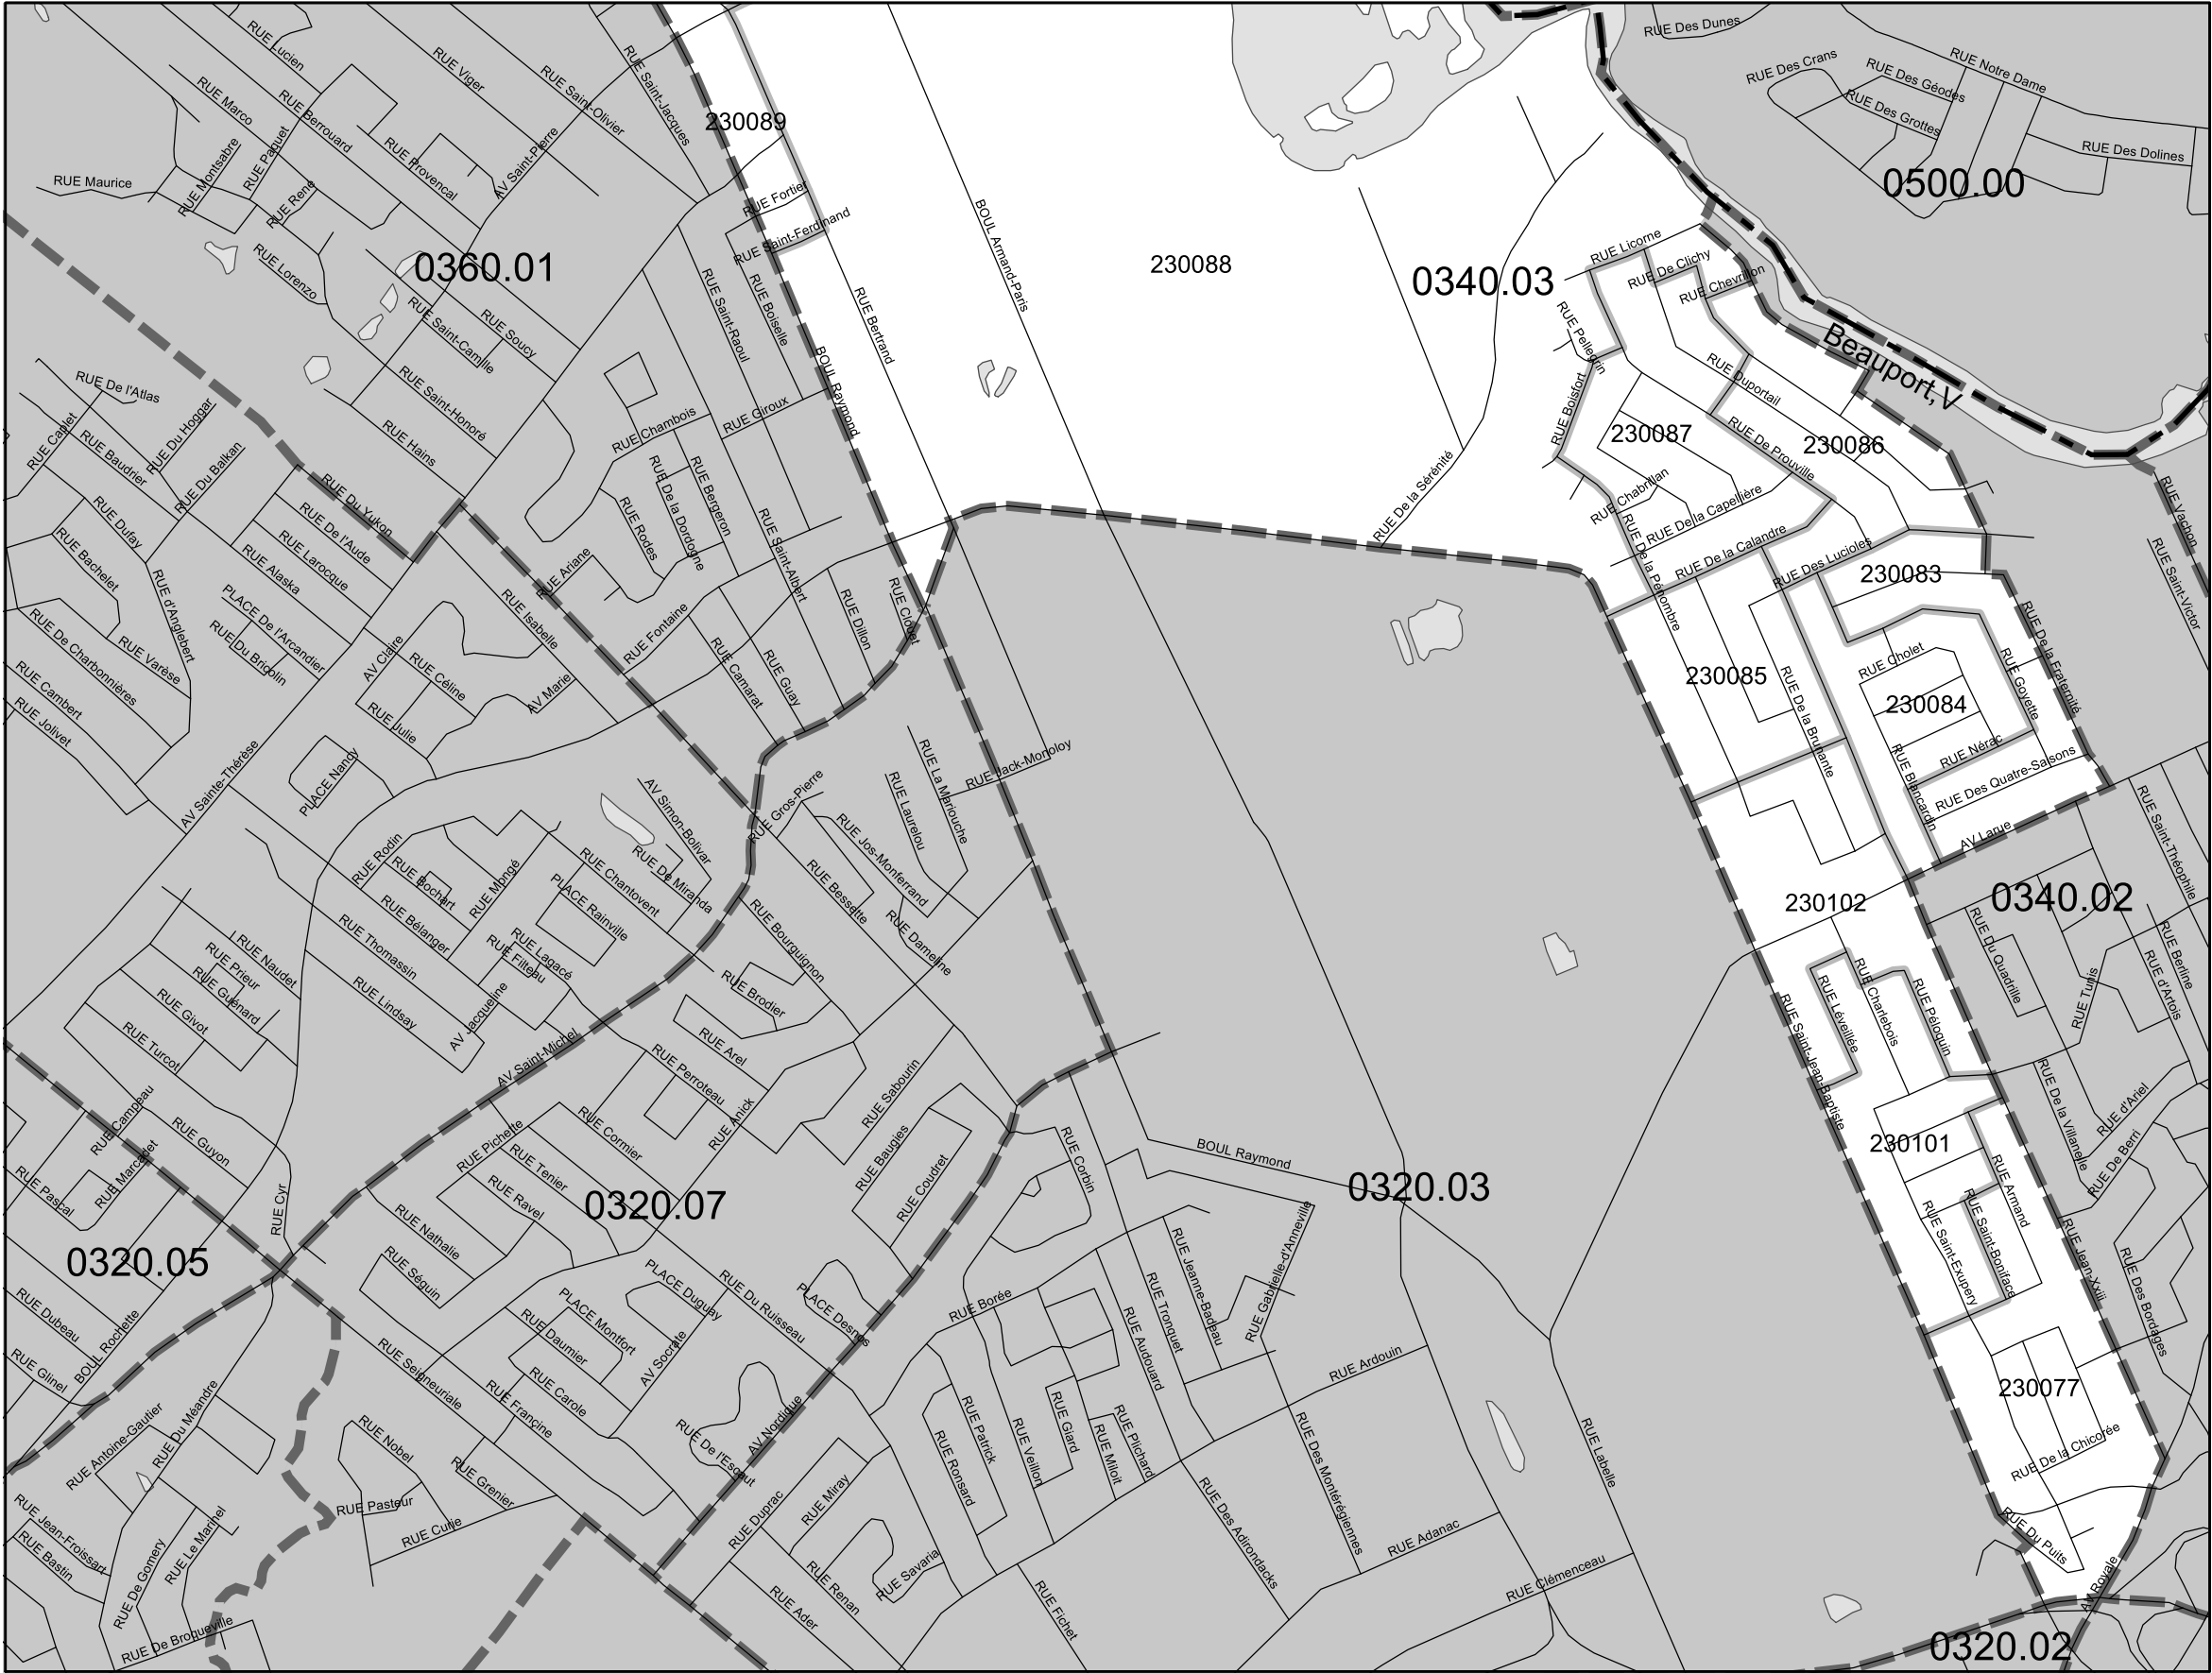 RUE Des Dunes
RUE Lucien
RUE Viger
RUE Saint-Olivier
RUE Saint-Jacques
RUE Notre Dame
RUE Des Crans
RUE Des Géodes
RUE Des Grottes
RUE Des Dolines
0500.00
RUE Marco
RUE Berrouard
RUE Paquet
RUE Montsabre
RUE Provencal
AV Saint-Pierre
230089
RUE Maurice
RUE René
RUE Lorenzo
0360.01
RUE Fortier
RUE Saint-Ferdinand
BOUL Armand-Paris
230088
0340.03
RUE Licorne
RUE De Clichy
RUE Chevrillon
Beauport, V
RUE Saint-Camille
RUE Soucy
RUE Saint-Raoul
RUE Boiselle
RUE Bertrand
BOUL Raymond
RUE Pellegrin
RUE Boisfort
RUE Duportail
230087
RUE De Prouville
230086
RUE De l'Atlas
RUE Caplet
RUE Baudrier
RUE Du Hoggar
RUE Du Balkan
RUE Saint-Honoré
RUE Hains
RUE Chambois
RUE Giroux
RUE De la Dordogne
RUE Bergeron
RUE Rodes
RUE Saint-Albert
RUE De la Sérénité
RUE Chabrillan
RUE De la Capellière
RUE De la Pénombre
RUE De la Calandre
RUE Des Lucioles
RUE Vachon
RUE Saint-Victor
RUE Du Yukon
RUE De l'Aude
RUE Larocque
RUE Alaska
RUE Dufay
RUE Bachelet
RUE d'Anglebert
PLACE De l'Arcandier
RUE Du Bricolin
RUE De Charbonnières
RUE Varèse
RUE Cambert
RUE Jolivet
RUE Ariane
RUE Isabelle
RUE Fontaine
RUE Dillon
RUE Cloutet
RUE Camarat
RUE Guay
AV Claire
RUE Céline
RUE Julie
AV Marie
230083
RUE De la Fraternité
230085
RUE De la Brunante
RUE Cholet
RUE Goyette
230084
RUE Nérac
RUE Blancardin
RUE Des Quatre-Saisons
AV Larue
AV Sainte-Thérèse
PLACE Nancy
RUE La Mariouche
RUE Laurelou
RUE Jack-Monoloy
AV Simon-Bolivar
RUE Gros-Pierre
RUE Jos-Monferrand
RUE Bessette
RUE Dameline
RUE Rodin
RUE Bochart
RUE Bélanger
RUE Mongé
RUE Chantovent
RUE De Miranda
PLACE Rainville
RUE Thomassin
RUE Filteau
RUE Lagacé
RUE Lindsay
AV Jacqueline
RUE Bourguignon
RUE Brodier
230102
0340.02
RUE Saint-Théophile
RUE Berline
RUE d'Artois
RUE Du Quadrille
RUE Tunis
RUE Naudet
RUE Prieur
RUE Guénard
RUE Givot
RUE Turcot
AV Saint-Michel
RUE Arel
RUE Perroteau
RUE Anick
RUE Sabourin
RUE Baugies
RUE Coudret
RUE Saint-Jean-Baptiste
RUE Léveillée
RUE Charlebois
RUE Péloquin
RUE De la Villanelle
RUE d'Ariel
RUE De Berri
230101
RUE Armand
RUE Saint-Exupery
RUE Saint-Boniface
RUE Jean-Xxiii
RUE Des Bordages
RUE Campeau
RUE Guyon
RUE Marcadet
RUE Pascal
RUE Cyr
0320.05
RUE Pichette
RUE Cormier
RUE Tenier
RUE Ravel
0320.07
RUE Nathalie
RUE Séguin
RUE Corbin
BOUL Raymond
0320.03
RUE Dubeau
BOUL Rochette
RUE Glinel
PLACE Duguay
RUE Du Ruisseau
PLACE Desnos
PLACE Montfort
RUE Daumier
AV Socrate
RUE Carole
RUE Borée
RUE Jeanne-Badeau
RUE Tronquet
RUE Audouard
RUE Gabrielle-d'Anneville
RUE Ardouin
RUE Seigneuriale
RUE Francine
RUE Du Méandre
RUE Antoine-Gautier
RUE Nobel
RUE Grenier
RUE Pasteur
RUE Curie
RUE De l'Escaut
AV Nordique
RUE Patrick
RUE Ronsard
RUE Veillon
RUE Giard
RUE Miloit
RUE Plichard
RUE Des Montérégiennes
RUE Des Adirondacks
RUE Labelle
230077
RUE De la Chicorée
RUE Du Puits
AV Royale
RUE Jean-Froissart
RUE Bastin
RUE De Gomery
RUE Le Marinel
RUE De Broqueville
RUE Duprac
RUE Miray
RUE Savaria
RUE Renan
RUE Ader
RUE Adanac
RUE Clémenceau
RUE Fichet
0320.02